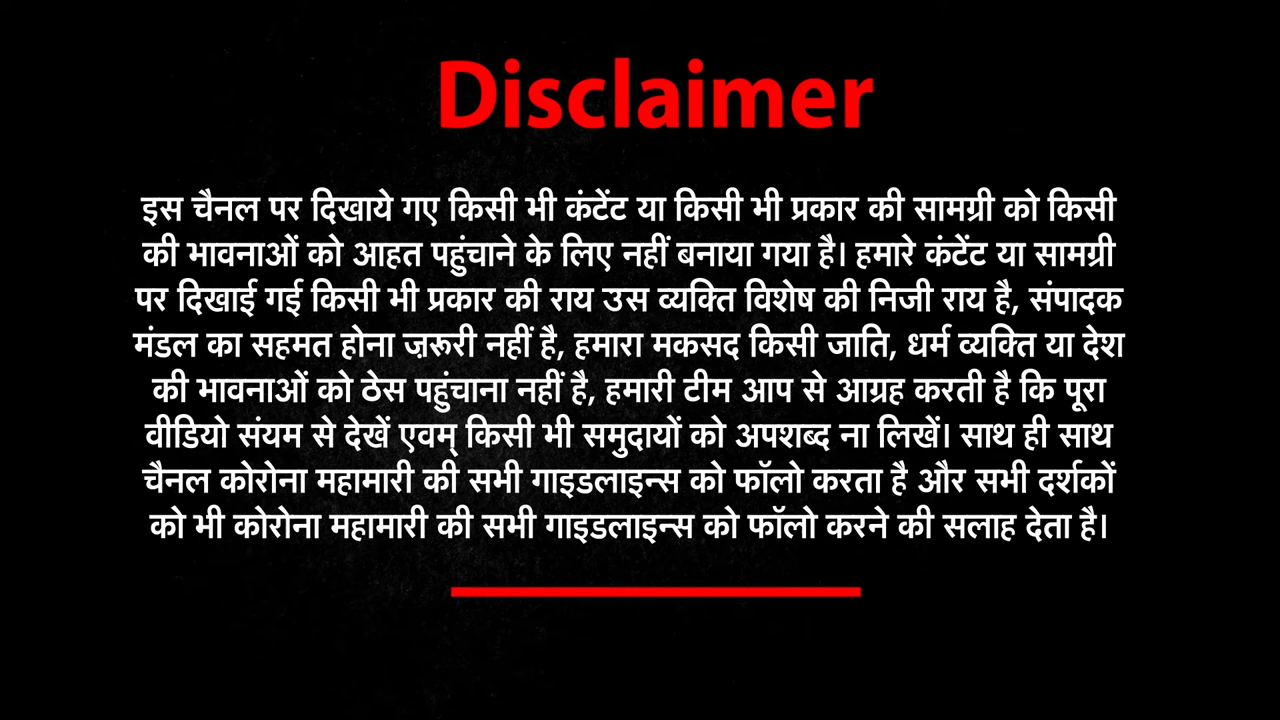 Disclaimer
इस चैनल पर दिखाये गए किसी भी कंटेंट या किसी भी प्रकार की सामग्री को किसी
की भावनाओं को आहत पहुंचाने के लिए नहीं बनाया गया है। हमारे कंटेंट या सामग्री
पर दिखाई गई किसी भी प्रकार की राय उस व्यक्ति विशेष की निजी राय है, संपादक
मंडल का सहमत होना ज़रूरी नहीं है, हमारा मकसद किसी जाति, धर्म व्यक्ति या देश
की भावनाओं को ठेस पहुंचाना नहीं है, हमारी टीम आप से आग्रह करती है कि पूरा
वीडियो संयम से देखें एवम् किसी भी समुदायों को अपशब्द ना लिखें। साथ ही साथ
चैनल कोरोना महामारी की सभी गाइडलाइन्स को फॉलो करता है और सभी दर्शकों
को भी कोरोना महामारी की सभी गाइडलाइन्स को फॉलो करने की सलाह देता है।